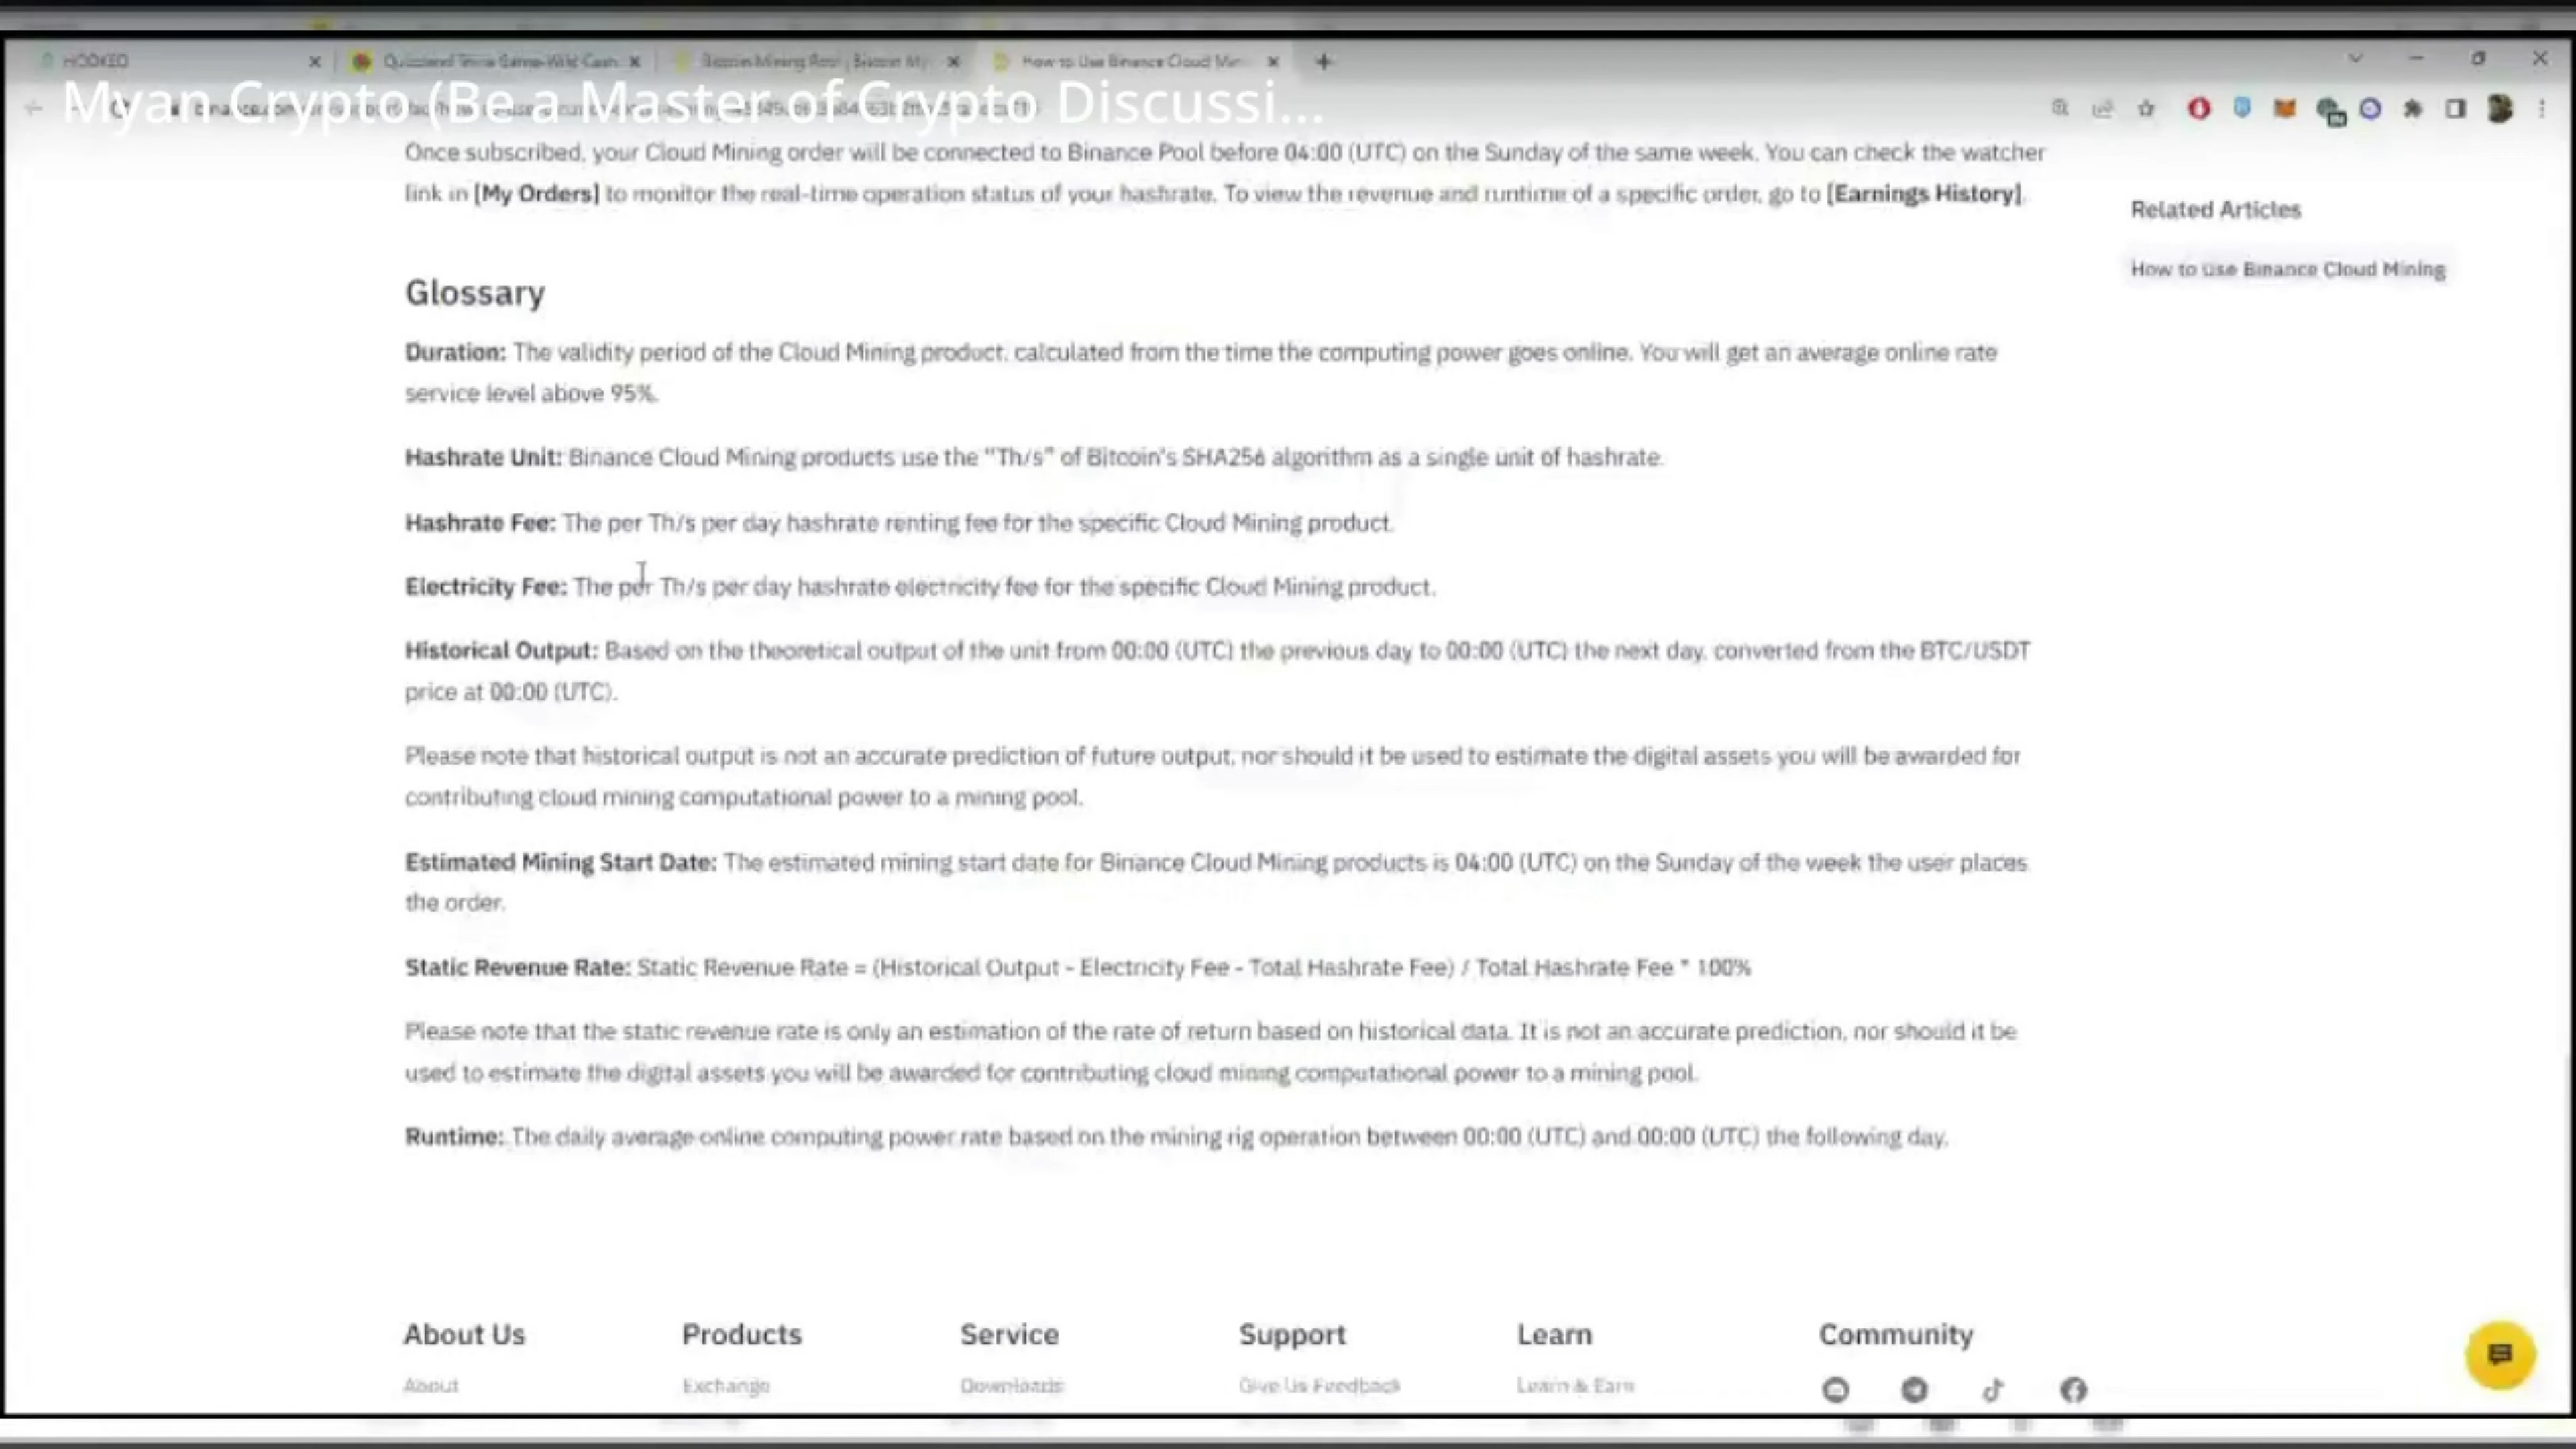 HOOKED
Quizzland Trivia Game-Wild Cash
Bitcoin Mining Pool | Bitcoin My
How to Use Binance Cloud Min
Myan Crypto (Be a Master of Crypto Discussi...
Once subscribed, your Cloud Mining order will be connected to Binance Pool before 04:00 (UTC) on the Sunday of the same week. You can check the watcher
link in [My Orders] to monitor the real-time operation status of your hashrate. To view the revenue and runtime of a specific order, go to [Earnings History].
Related Articles
How to Use Binance Cloud Mining
Glossary
Duration: The validity period of the Cloud Mining product, calculated from the time the computing power goes online. You will get an average online rate
service level above 95%.
Hashrate Unit: Binance Cloud Mining products use the "Th/s" of Bitcoin's SHA256 algorithm as a single unit of hashrate.
Hashrate Fee: The per Th/s per day hashrate renting fee for the specific Cloud Mining product.
Electricity Fee: The per Th/s per day hashrate electricity fee for the specific Cloud Mining product.
Historical Output: Based on the theoretical output of the unit from 00:00 (UTC) the previous day to 00:00 (UTC) the next day, converted from the BTC/USDT
price at 00:00 (UTC).
Please note that historical output is not an accurate prediction of future output, nor should it be used to estimate the digital assets you will be awarded for
contributing cloud mining computational power to a mining pool.
Estimated Mining Start Date: The estimated mining start date for Binance Cloud Mining products is 04:00 (UTC) on the Sunday of the week the user places
the order.
Static Revenue Rate: Static Revenue Rate = (Historical Output - Electricity Fee - Total Hashrate Fee) / Total Hashrate Fee * 100%
Please note that the static revenue rate is only an estimation of the rate of return based on historical data. It is not an accurate prediction, nor should it be
used to estimate the digital assets you will be awarded for contributing cloud mining computational power to a mining pool.
Runtime: The daily average online computing power rate based on the mining rig operation between 00:00 (UTC) and 00:00 (UTC) the following day.
About Us Products Service Support Learn Community
About Exchange Downloads Give Us Feedback Learn & Earn